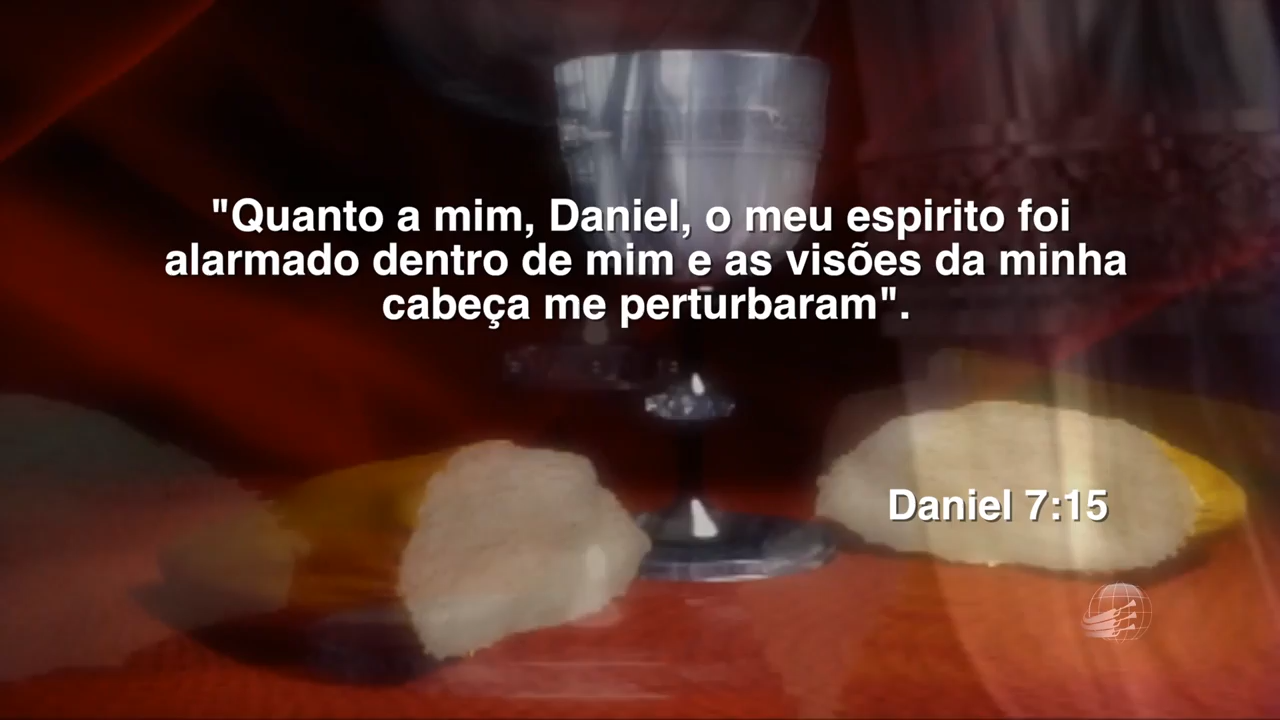 "Quanto a mim, Daniel, o meu espirito foi
alarmado dentro de mim e as visões da minha
cabeça me perturbaram".
Daniel 7:15